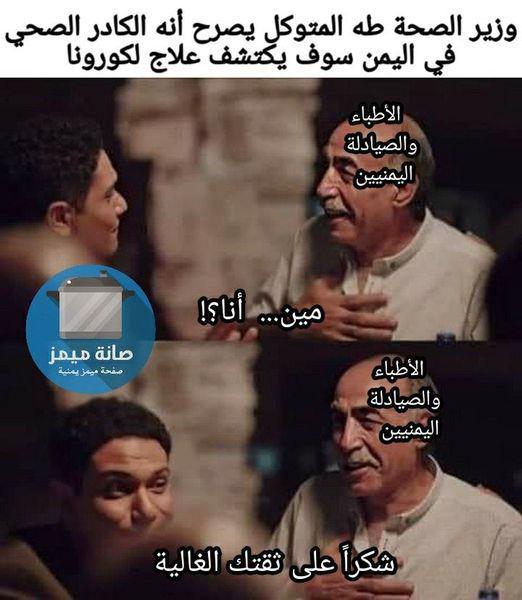 وزير الصحة طه المتوكل يصرح أنه الكادر الصحي
في اليمن سوف يكتشف علاج لكورونا
الأطباء
والصيادلة
اليمنيين
مين... أنا؟!
صانة ميمز
صفحة ميمز يمنية
الأطباء
والصيادلة
اليمنيين
شكراً على ثقتك الغالية